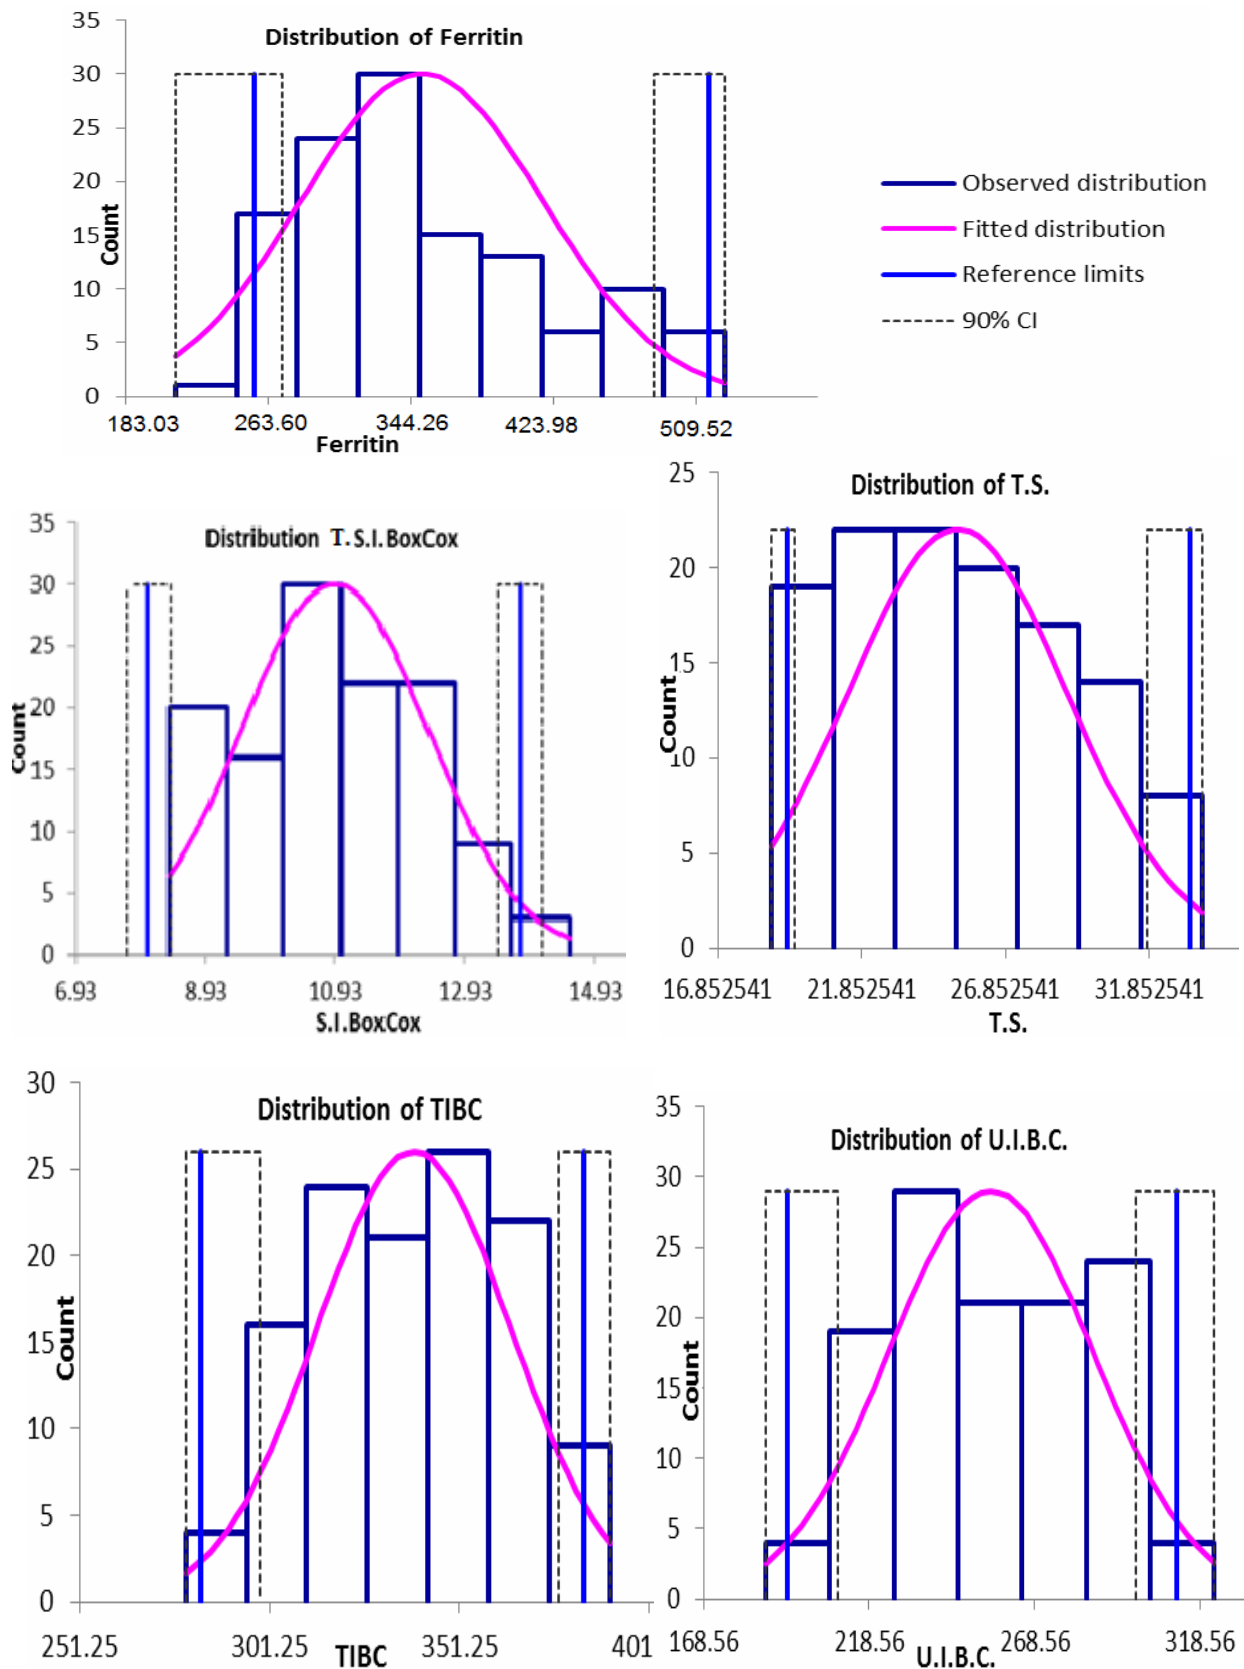 Distribution of Ferritin
35
30
25
20
15
10
5
0
Count
183.03 263.60 344.26 423.98 509.52
Ferritin
Observed distribution
Fitted distribution
Reference limits
90% CI
Distribution T.S.I.BoxCox
35
30
25
20
15
10
5
0
Count
6.93 8.93 10.93 12.93 14.93
S.I.BoxCox
Distribution of T.S.
25
20
15
10
5
0
Count
16.852541 21.852541 26.852541 31.852541
T.S.
Distribution of TIBC
30
25
20
15
10
5
0
Count
251.25 301.25 351.25 401
TIBC
Distribution of U.I.B.C.
35
30
25
20
15
10
5
0
Count
168.56 218.56 268.56 318.56
U.I.B.C.